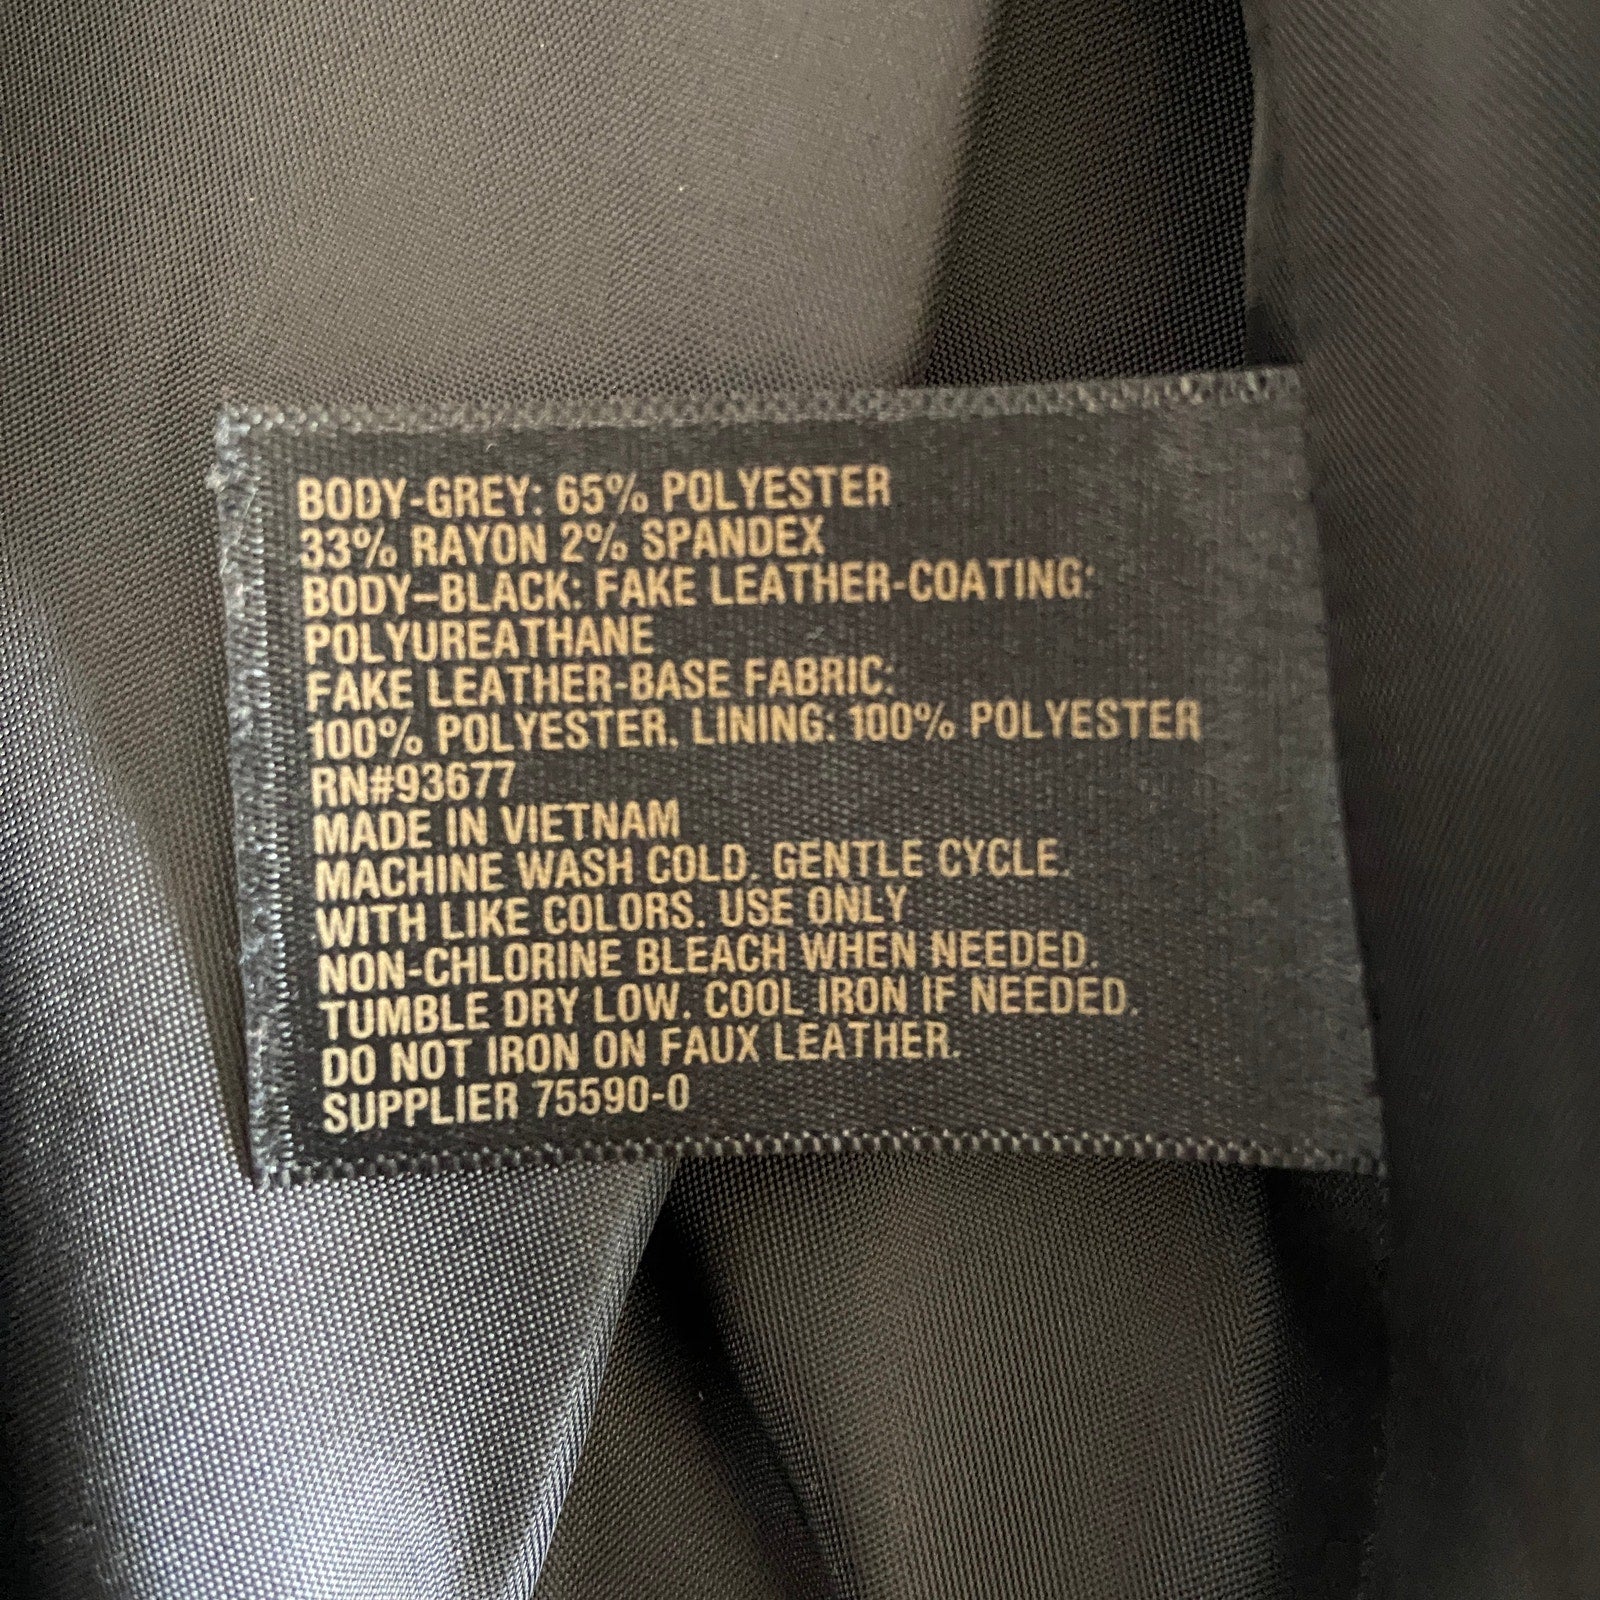 BODY-GREY: 65% POLYESTER
33% RAYON 2% SPANDEX
BODY-BLACK: FAKE LEATHER-COATING:
POLYUREATHANE
FAKE LEATHER-BASE FABRIC:
100% POLYESTER. LINING: 100% POLYESTER
RN#93677
MADE IN VIETNAM
MACHINE WASH COLD. GENTLE CYCLE.
WITH LIKE COLORS. USE ONLY
NON-CHLORINE BLEACH WHEN NEEDED.
TUMBLE DRY LOW. COOL IRON IF NEEDED.
DO NOT IRON ON FAUX LEATHER.
SUPPLIER 75590-0